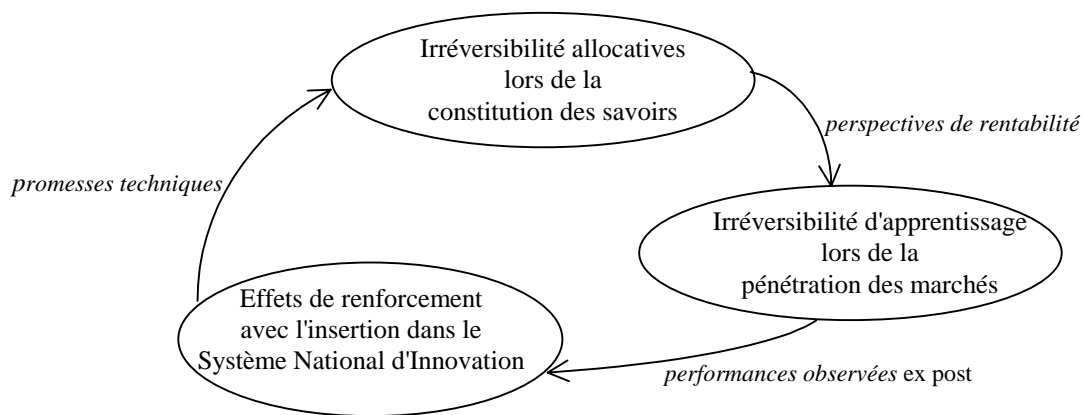 Irréversibilité allocatives
lors de la
constitution des savoirs
perspectives de rentabilité
promesses techniques
Irréversibilité d'apprentissage
lors de la
pénétration des marchés
Effets de renforcement
avec l'insertion dans le
Système National d'Innovation
performances observées ex post